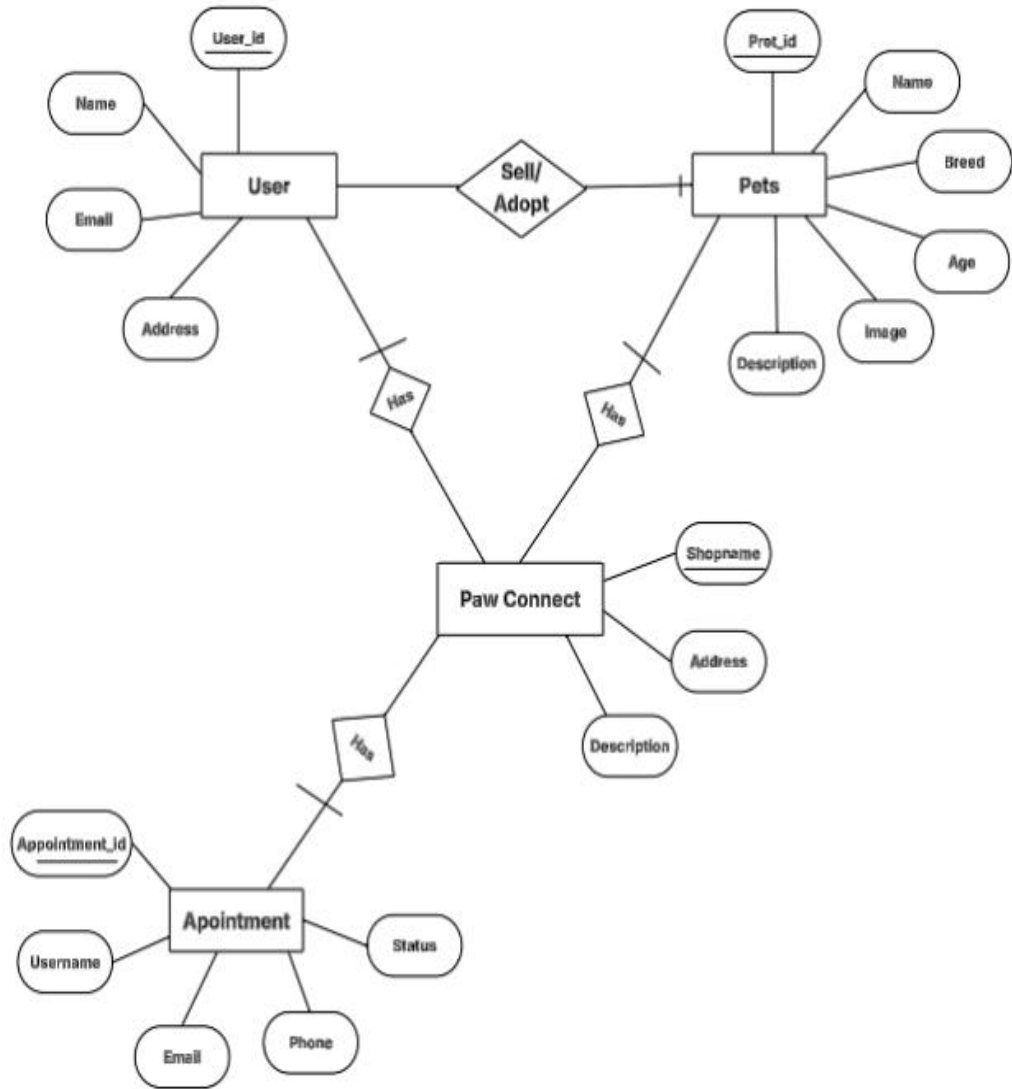 User_id
Prot_id
Name
Name
User
Sell/
Adopt
Pets
Breed
Email
Age
Address
Image
Description
Has
Has
Shopname
Paw Connect
Address
Description
Has
Appointment_id
Apointment
Status
Username
Phone
Email